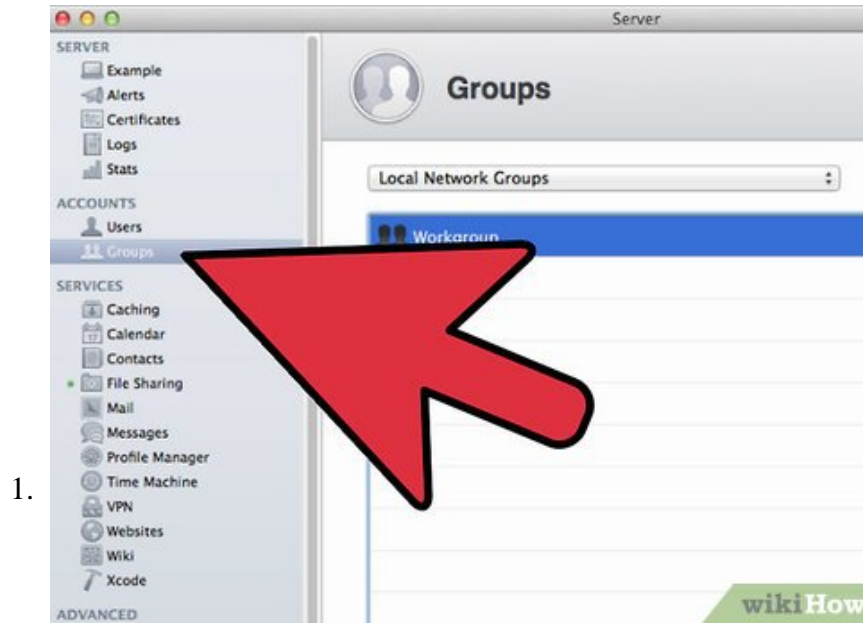 Server
SERVER
Example
Alerts
Certificates
Logs
Stats
ACCOUNTS
Users
Groups
SERVICES
Caching
Calendar
Contacts
File Sharing
Mail
Messages
Profile Manager
Time Machine
VPN
Websites
Wiki
Xcode
ADVANCED
Groups
Local Network Groups
Workgroup
1.
wikiHow